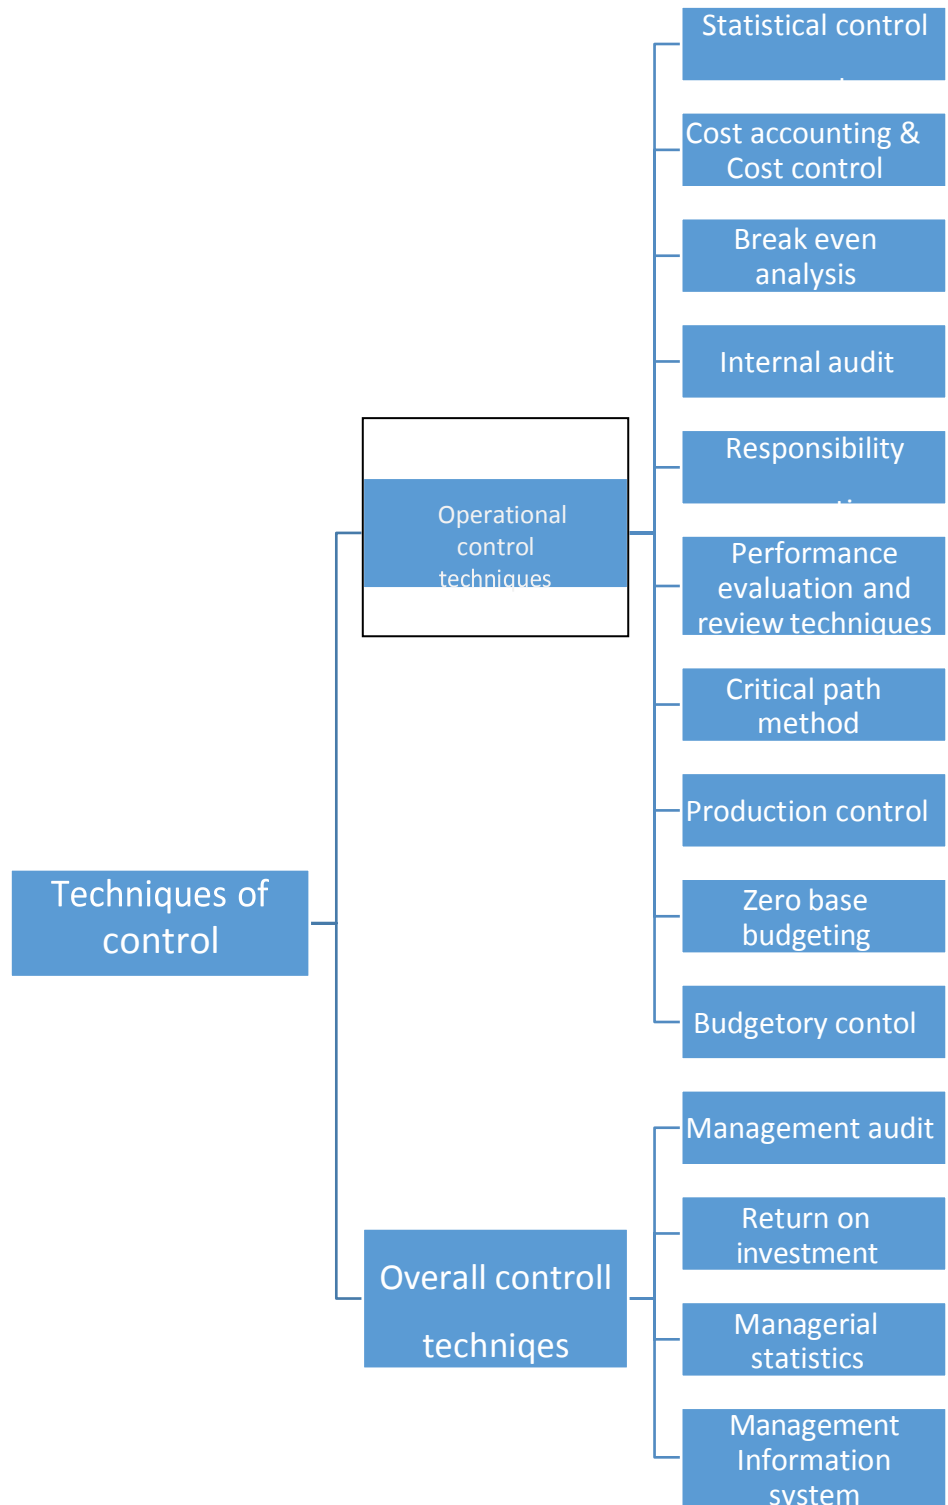 Statistical control
Cost accounting &
Cost control
Break even
analysis
Internal audit
Responsibility
Operational
control
techniques
Performance
evaluation and
review techniques
Critical path
method
Production control
Techniques of
control
Zero base
budgeting
Budgetory contol
Management audit
Return on
investment
Overall controll
techniqes
Managerial
statistics
Management
Information
system